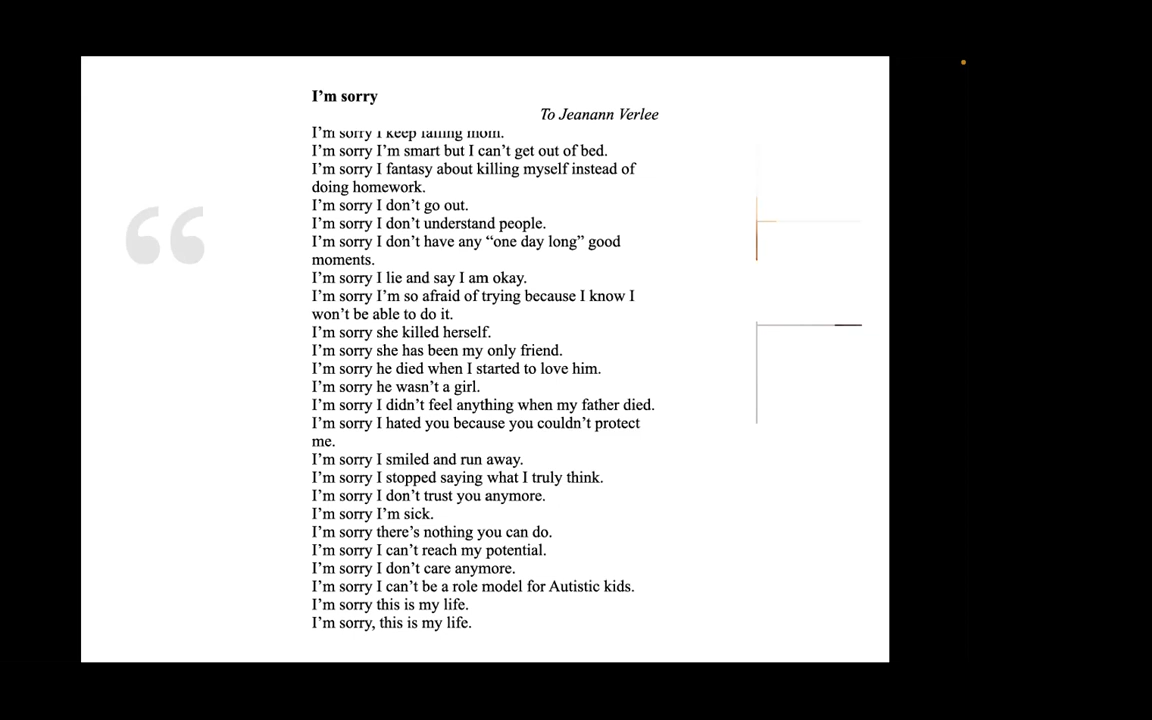 I’m sorry
To Jeanann Verlee
I’m sorry I keep failing mom.
I’m sorry I’m smart but I can’t get out of bed.
I’m sorry I fantasy about killing myself instead of
doing homework.
I’m sorry I don’t go out.
I’m sorry I don’t understand people.
I’m sorry I don’t have any “one day long” good
moments.
I’m sorry I lie and say I am okay.
I’m sorry I’m so afraid of trying because I know I
won’t be able to do it.
I’m sorry she killed herself.
I’m sorry she has been my only friend.
I’m sorry he died when I started to love him.
I’m sorry he wasn’t a girl.
I’m sorry I didn’t feel anything when my father died.
I’m sorry I hated you because you couldn’t protect
me.
I’m sorry I smiled and run away.
I’m sorry I stopped saying what I truly think.
I’m sorry I don’t trust you anymore.
I’m sorry I’m sick.
I’m sorry there’s nothing you can do.
I’m sorry I can’t reach my potential.
I’m sorry I don’t care anymore.
I’m sorry I can’t be a role model for Autistic kids.
I’m sorry this is my life.
I’m sorry, this is my life.